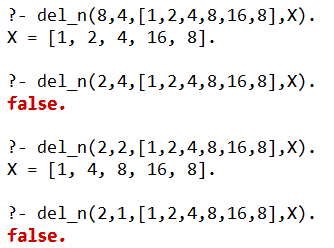 ?- del_n(8,4,[1,2,4,8,16,8],X).
X = [1, 2, 4, 16, 8].
?- del_n(2,4,[1,2,4,8,16,8],X).
false.
?- del_n(2,2,[1,2,4,8,16,8],X).
X = [1, 4, 8, 16, 8].
?- del_n(2,1,[1,2,4,8,16,8],X).
false.